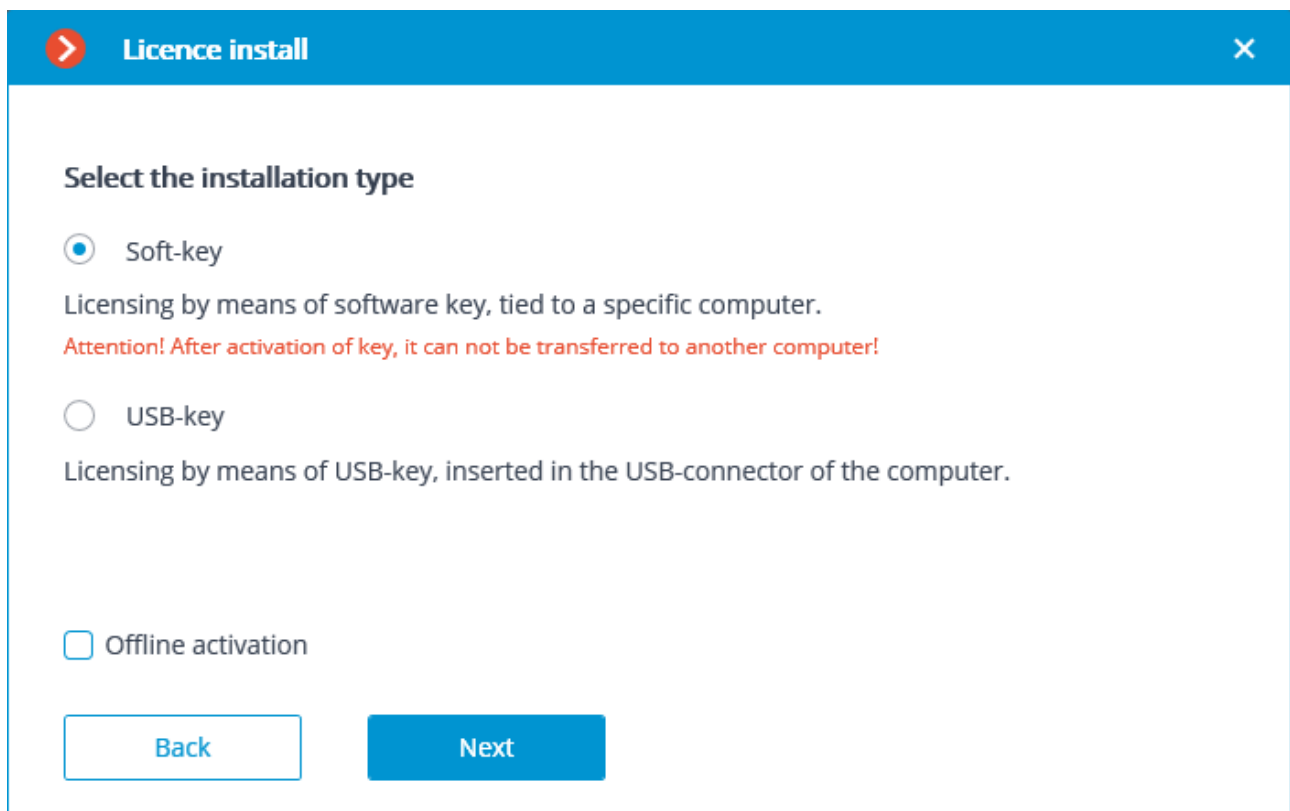 Licence install
Select the installation type
Soft-key
Licensing by means of software key, tied to a specific computer.
Attention! After activation of key, it can not be transferred to another computer!
USB-key
Licensing by means of USB-key, inserted in the USB-connector of the computer.
Offline activation
Back
Next